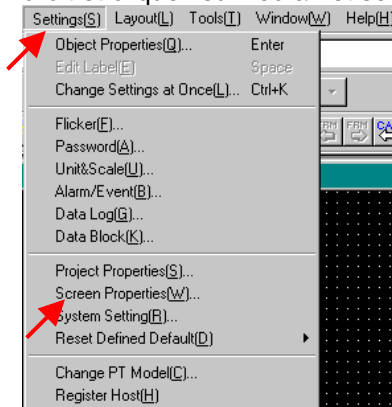 Settings(S) Layout(L) Tools(T) Window(W) Help(H)
Object Properties(Q)... Enter
Edit Label(E) Space
Change Settings at Once(L)... Ctrl+K
Flicker(F)...
Password(A)...
Unit&Scale(U)...
Alarm/Event(B)...
Data Log(G)...
Data Block(K)...
Project Properties(S)...
Screen Properties(W)...
System Setting(R)...
Reset Defined Default(D)
Change PT Model(C)...
Register Host(H)